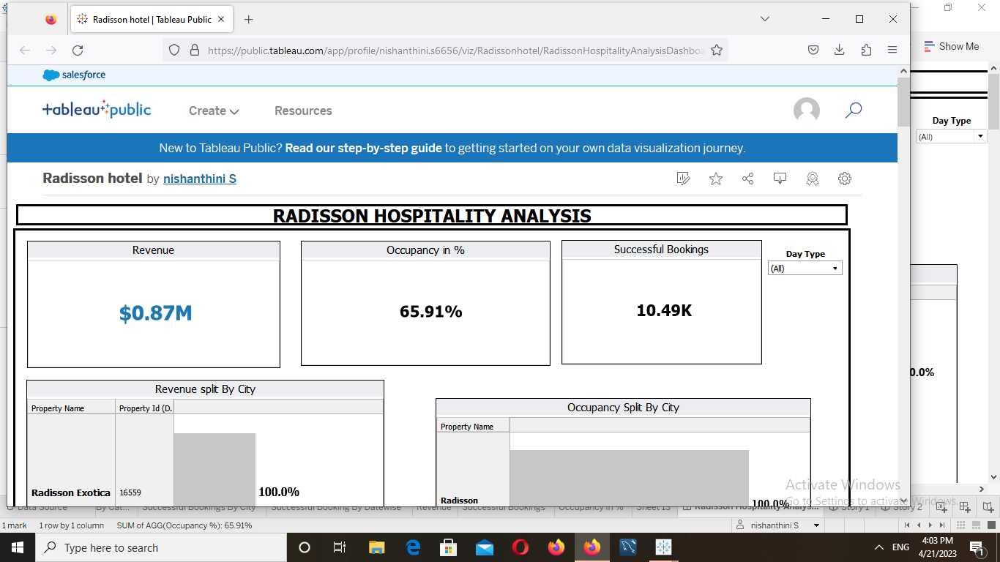 Radisson hotel | Tableau Public
Show Me
https://public.tableau.com/app/profile/nishanthini.s6656/viz/Radissonhotel/RadissonHospitalityAnalysisDashboa
salesforce
tableau public
Create
Resources
Day Type
(All)
New to Tableau Public? Read our step-by-step guide to getting started on your own data visualization journey.
Radisson hotel by nishanthini S
RADISSON HOSPITALITY ANALYSIS
Revenue
Occupancy in %
Successful Bookings
Day Type
(All)
$0.87M
65.91%
10.49K
0.0%
Revenue split By City
Property Name
Property Id (D.
Occupancy Split By City
Property Name
Radisson Exotica
16559
100.0%
Radisson
100.0%
Activate Windows
Go to Settings to activate Windows.
Data Source
By Cat...
Successful Bookings By City
Successful Booking By Datewise
Revenue
Successful Bookings
Occupancy in %
Sheet 13
Radisson Hospitality Analys...
Story 1
Story 2
1 mark
1 row by 1 column
SUM of AGG(Occupancy %): 65.91%
nishanthini S
Type here to search
ENG
4:03 PM
4/21/2023
1